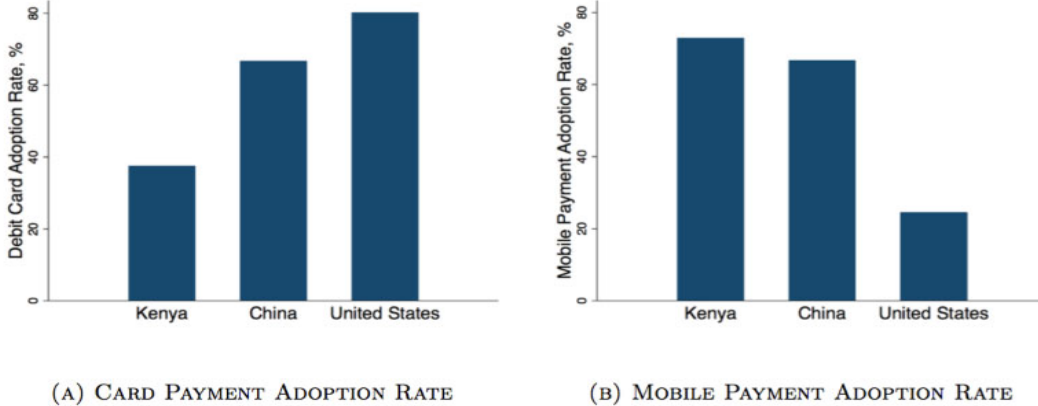 Debit Card Adoption Rate, %
80
60
40
20
0
Kenya China United States
(A) CARD PAYMENT ADOPTION RATE
Mobile Payment Adoption Rate, %
80
60
40
20
0
Kenya China United States
(B) MOBILE PAYMENT ADOPTION RATE